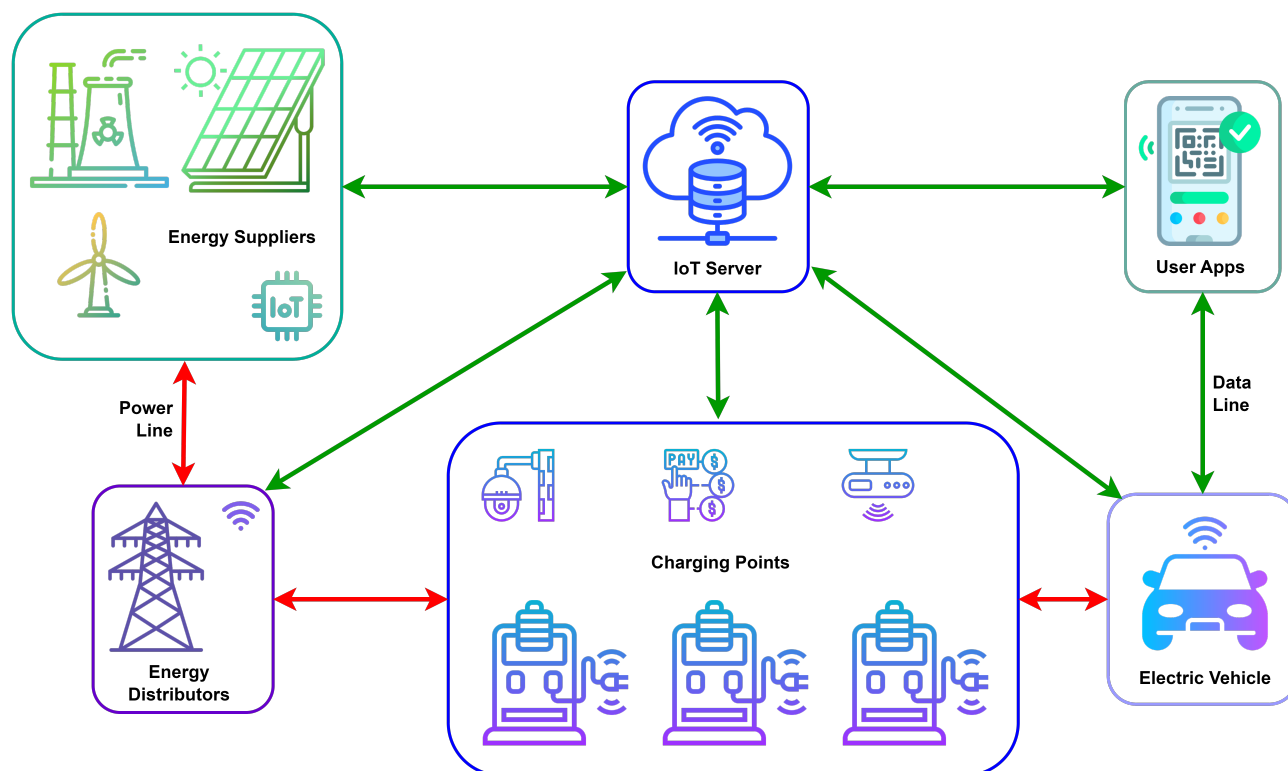 Energy Suppliers
IoT
IoT Server
User Apps
Power
Line
Data
Line
PAY
$
$
$
Charging Points
Energy
Distributors
Electric Vehicle